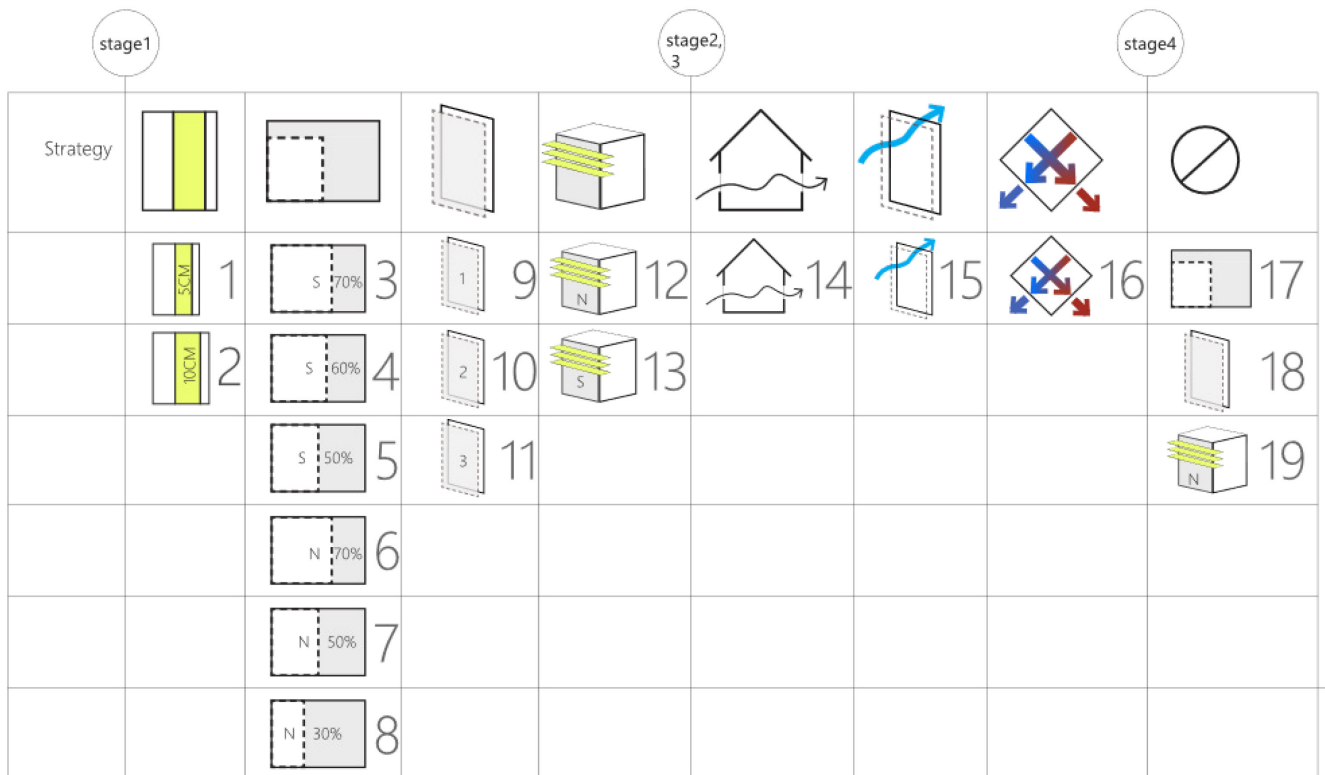 stage1
stage2,
3
stage4
Strategy
5CM 1 S 70% 3 1 9 N 12 14 15 16 17
10CM 2 S 60% 4 2 10 S 13 18
S 50% 5 3 11 N 19
N 70% 6
N 50% 7
N 30% 8